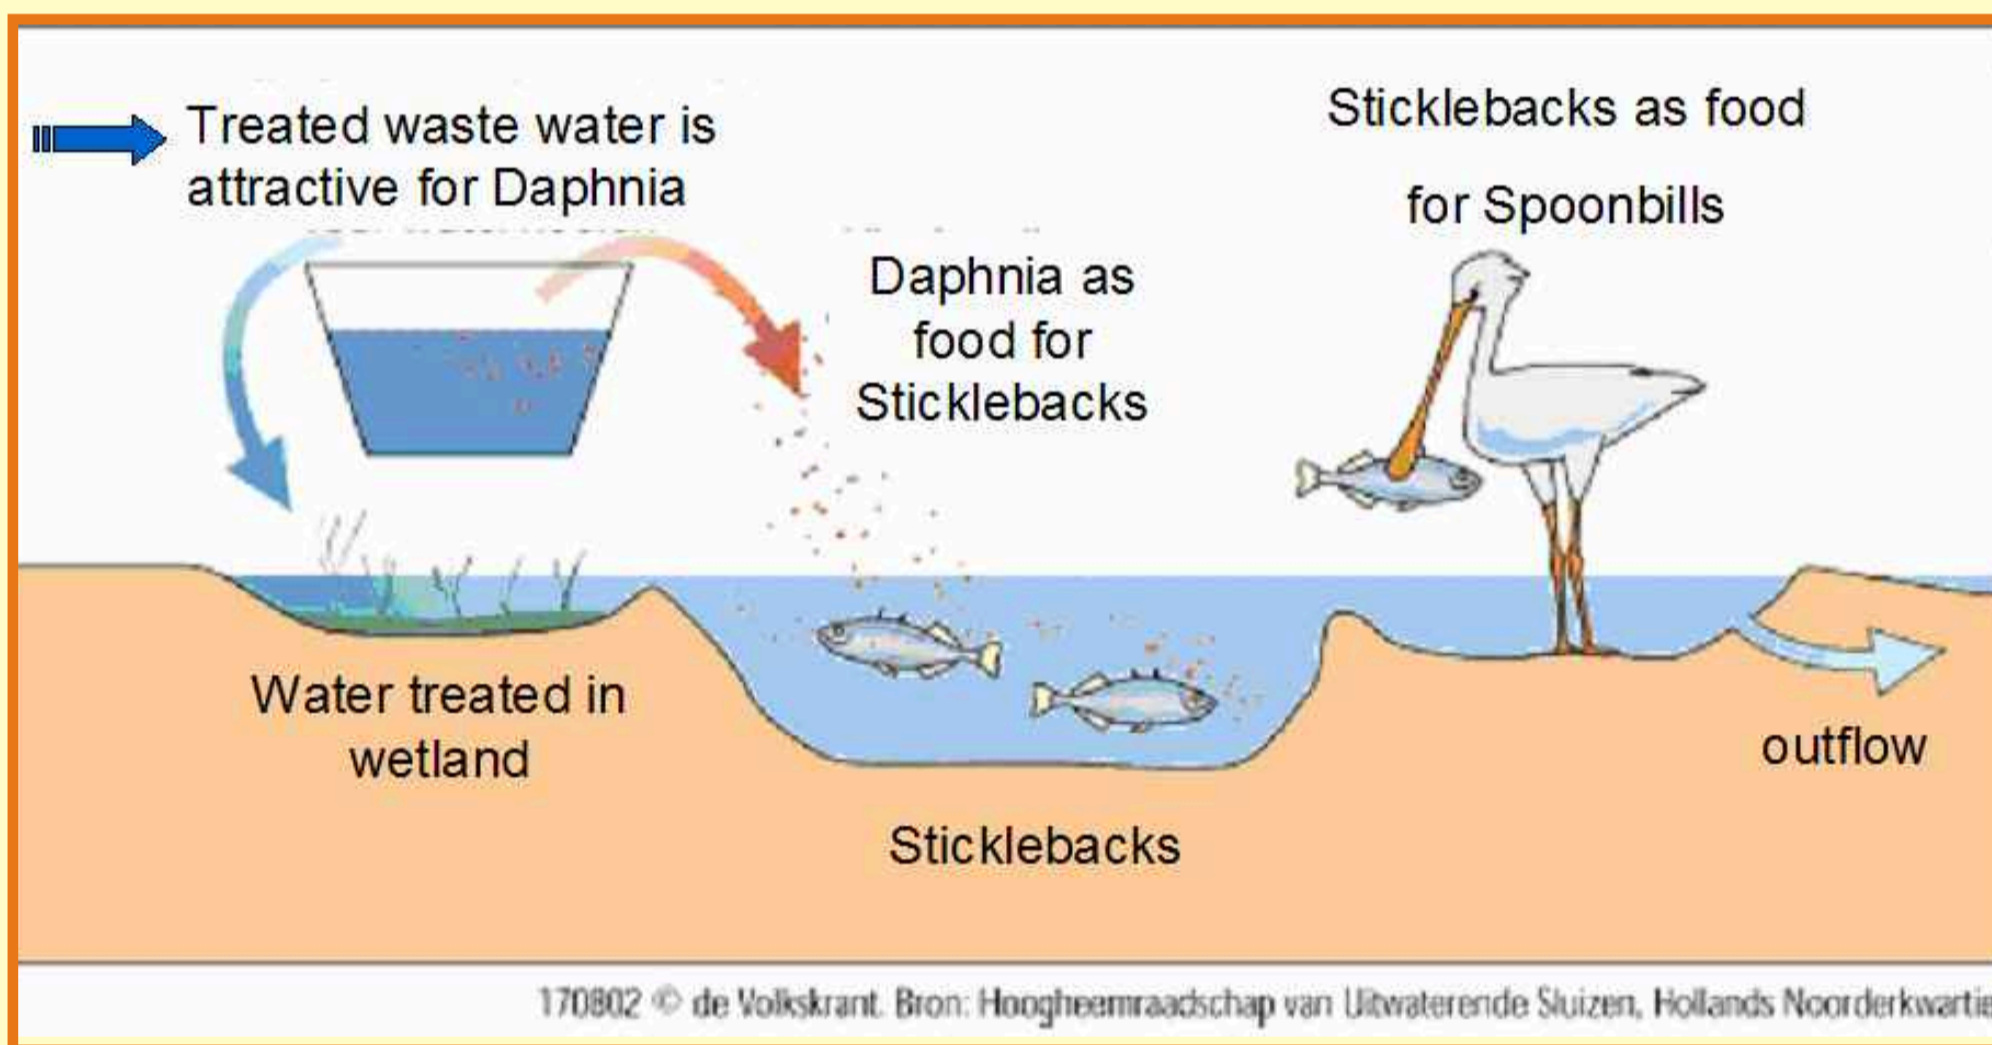 Treated waste water is
attractive for Daphnia
Sticklebacks as food
for Spoonbills
Daphnia as
food for
Sticklebacks
Water treated in
wetland
Sticklebacks
outflow
170802 © de Volkskrant. Bron: Hoogheemraadschap van Uitwaterende Sluizen, Hollands Noorderkwartie